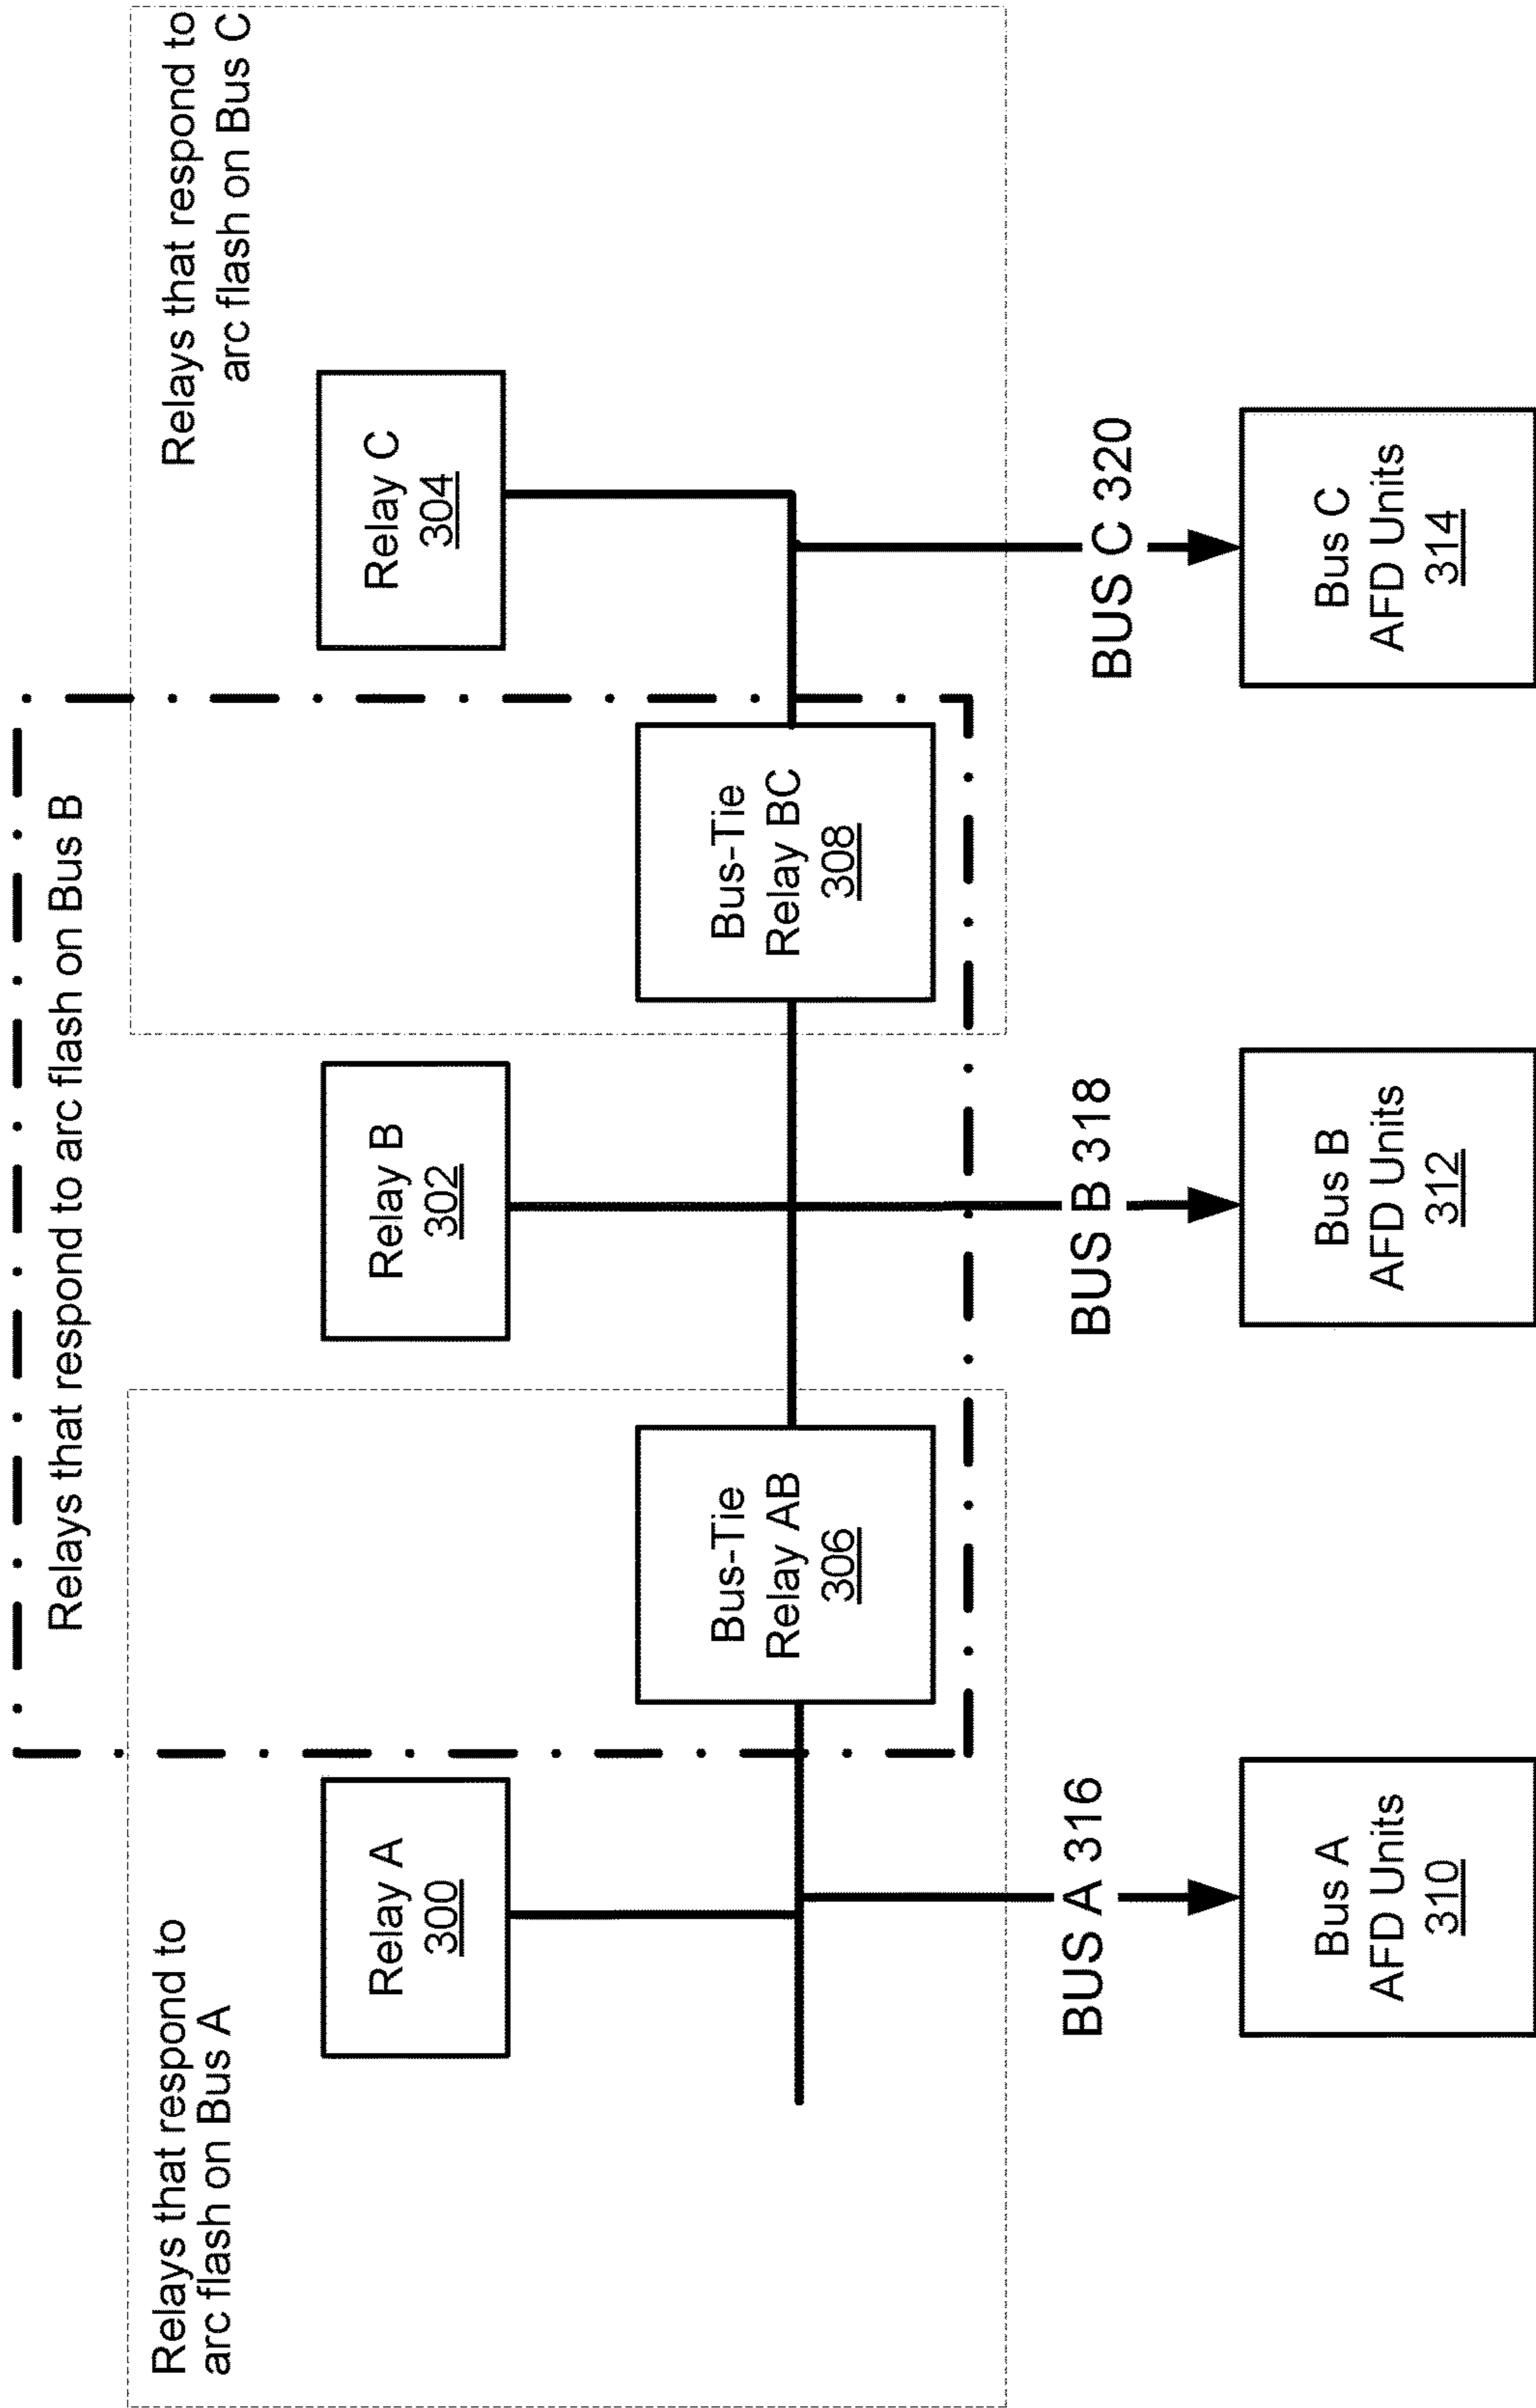 Relays that respond to arc flash on Bus B
Relays that respond to
arc flash on Bus A
Relays that respond to
arc flash on Bus C
Relay A
300
Relay B
302
Relay C
304
Bus-Tie
Relay AB
306
Bus-Tie
Relay BC
308
BUS A 316
BUS B 318
BUS C 320
Bus A
AFD Units
310
Bus B
AFD Units
312
Bus C
AFD Units
314